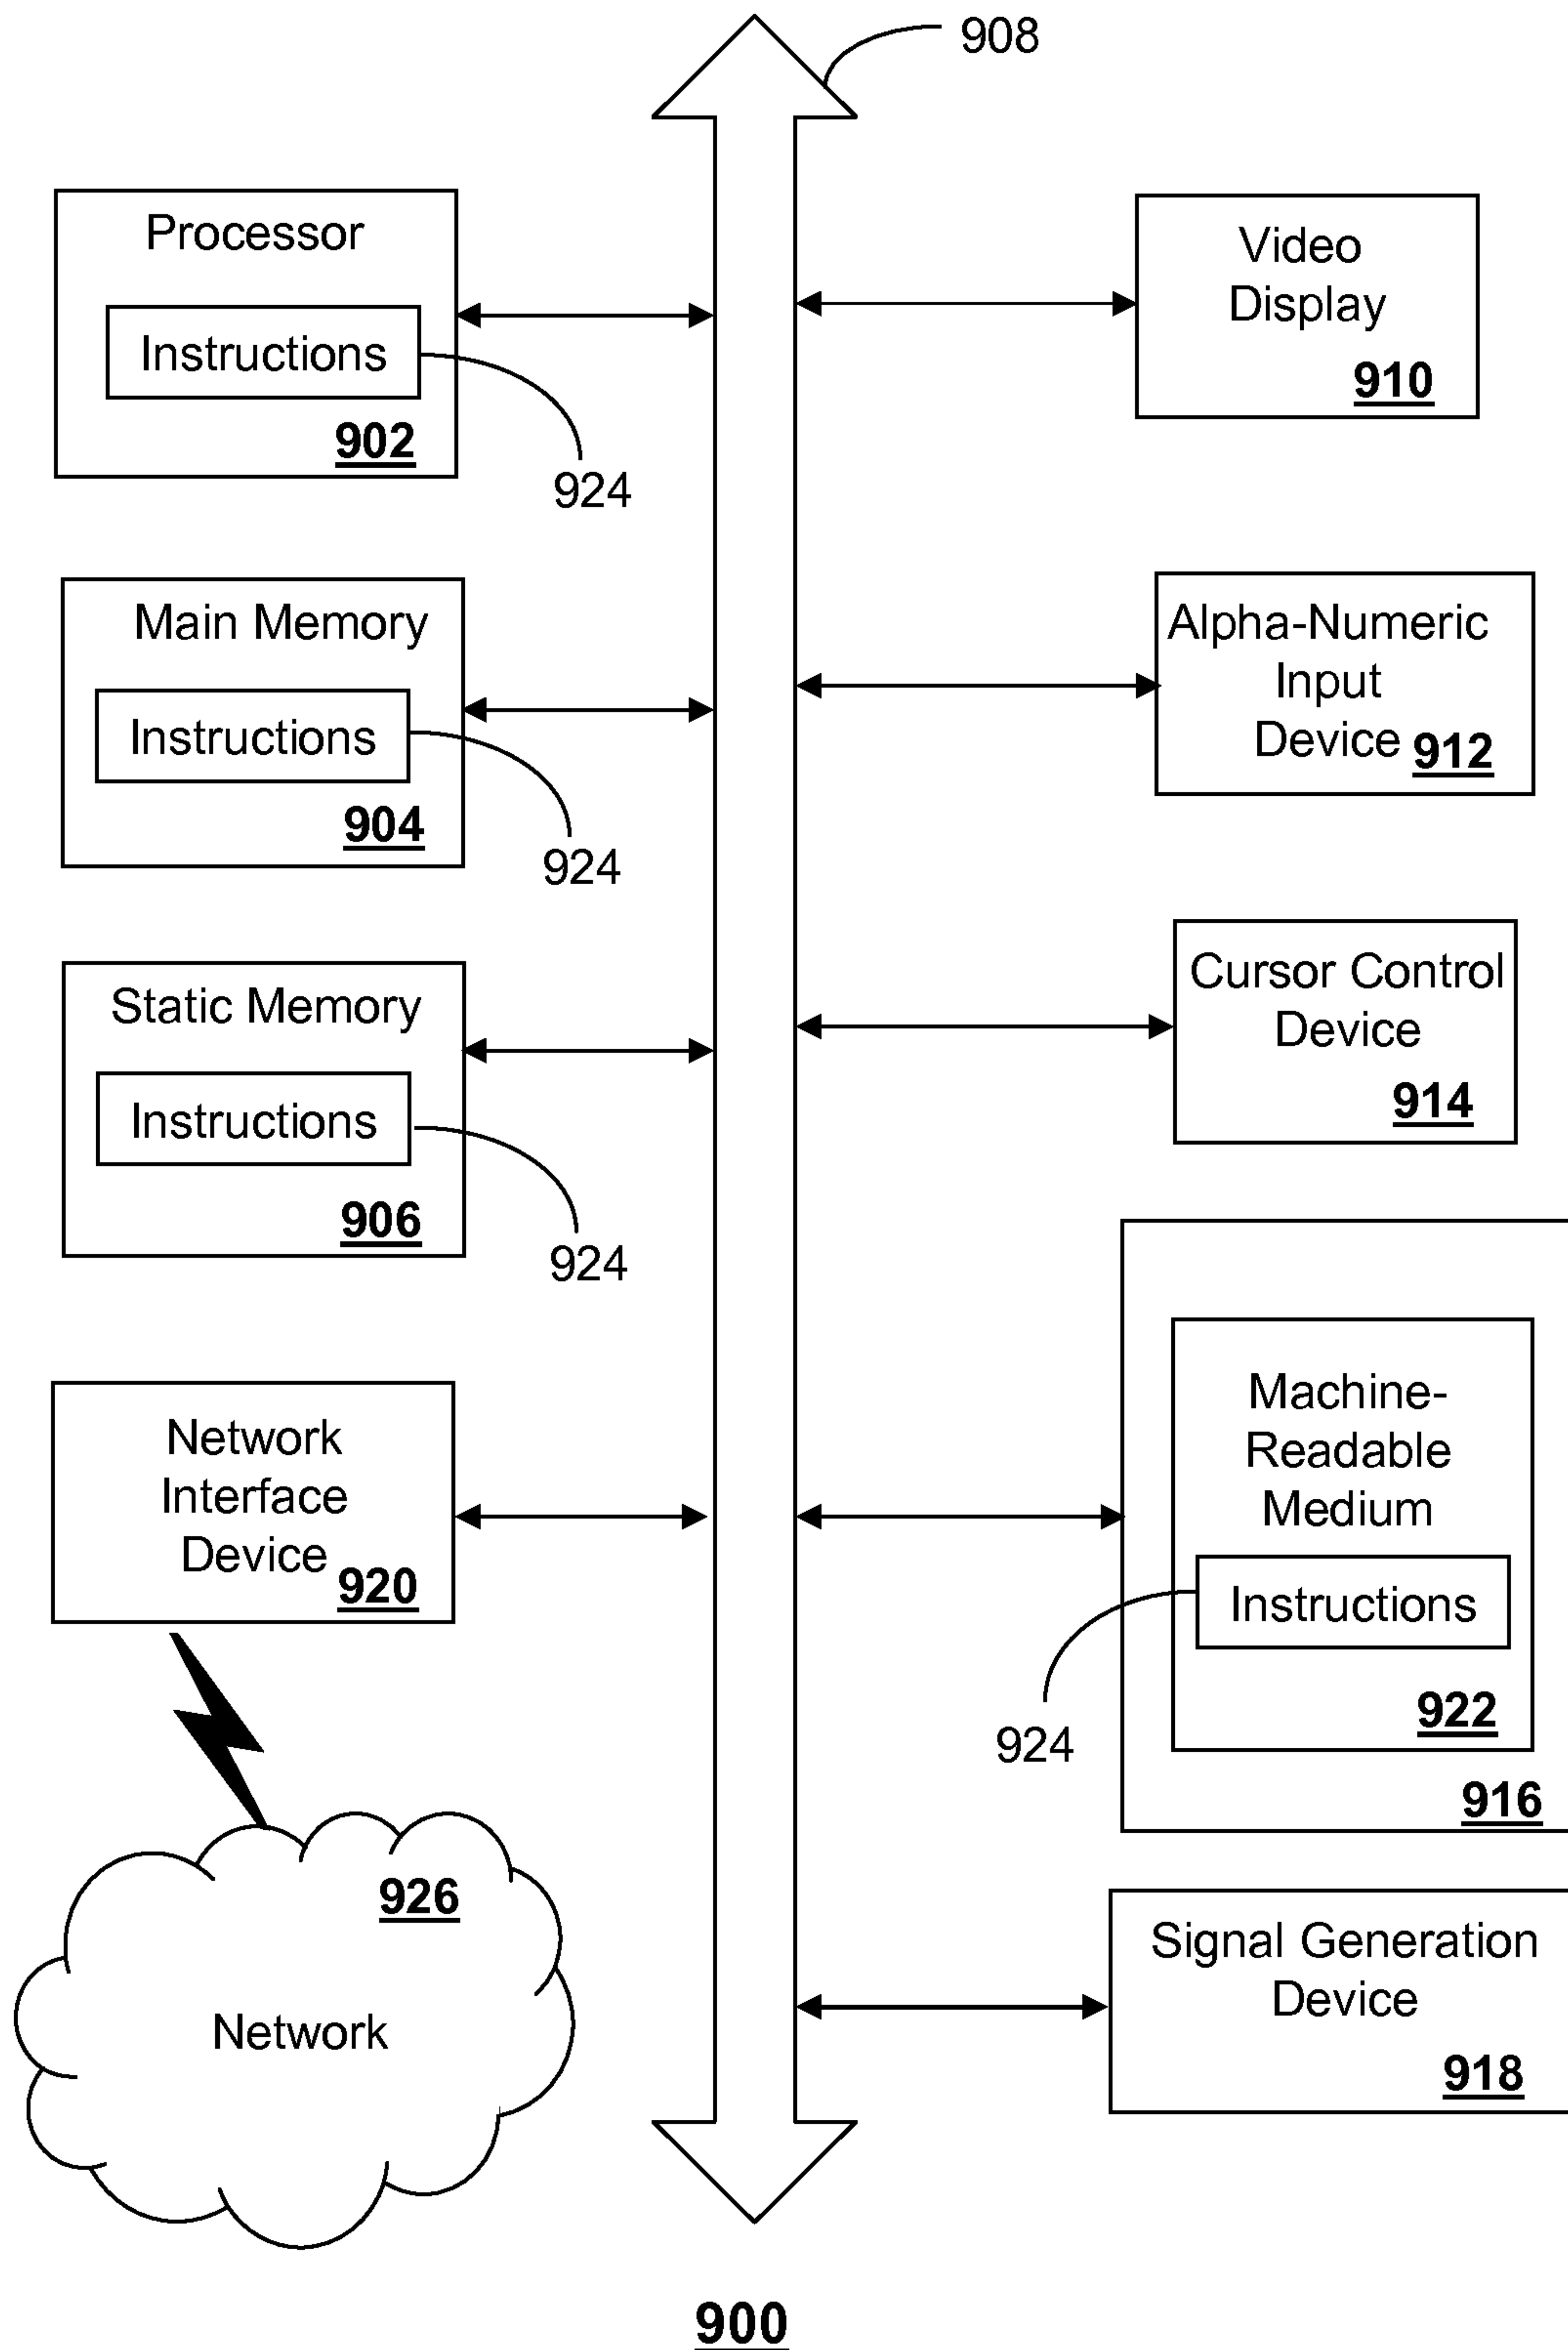 908
Processor
Instructions
902
924
Video
Display
910
Main Memory
Instructions
904
924
Alpha-Numeric
Input
Device 912
Static Memory
Instructions
906
924
Cursor Control
Device
914
Network
Interface
Device 920
Machine-
Readable
Medium
Instructions
922
924
916
926
Network
Signal Generation
Device
918
900